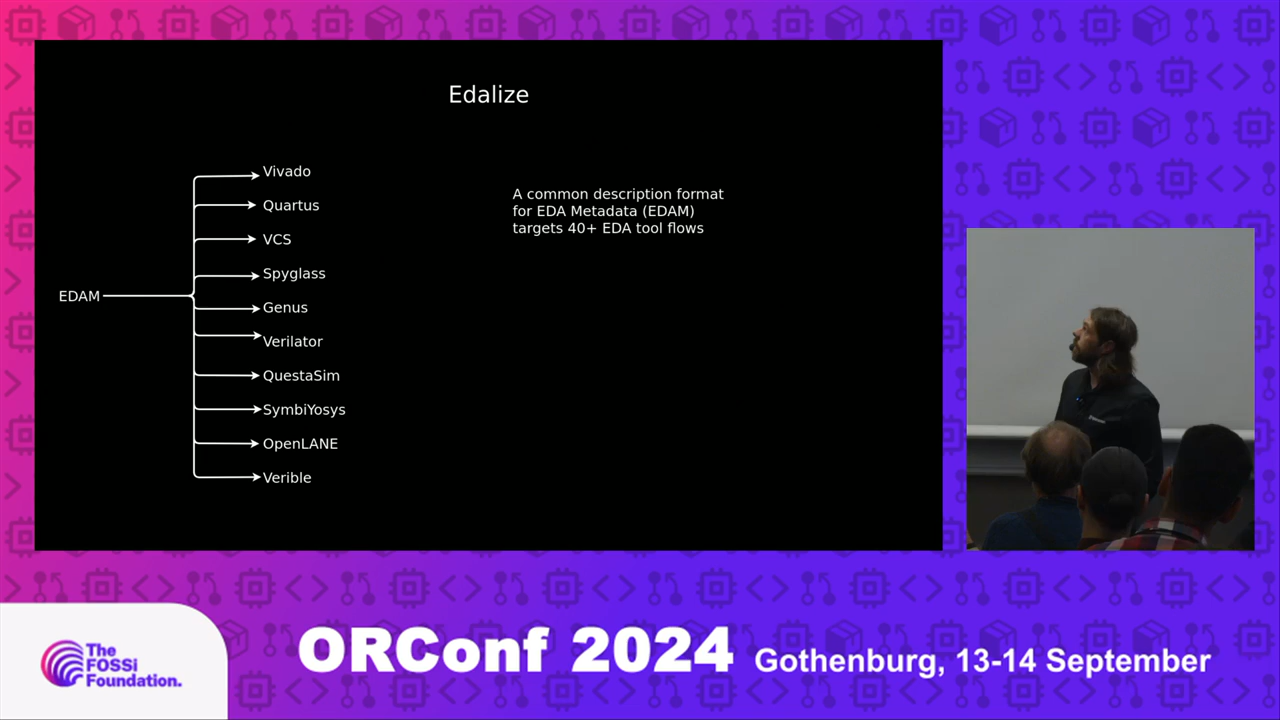 Edalize
Vivado
Quartus
VCS
Spyglass
EDAM
Genus
Verilator
QuestaSim
SymbiYosys
OpenLANE
Verible
A common description format
for EDA Metadata (EDAM)
targets 40+ EDA tool flows
The
FOSSi
Foundation.
ORConf 2024
Gothenburg, 13-14 September